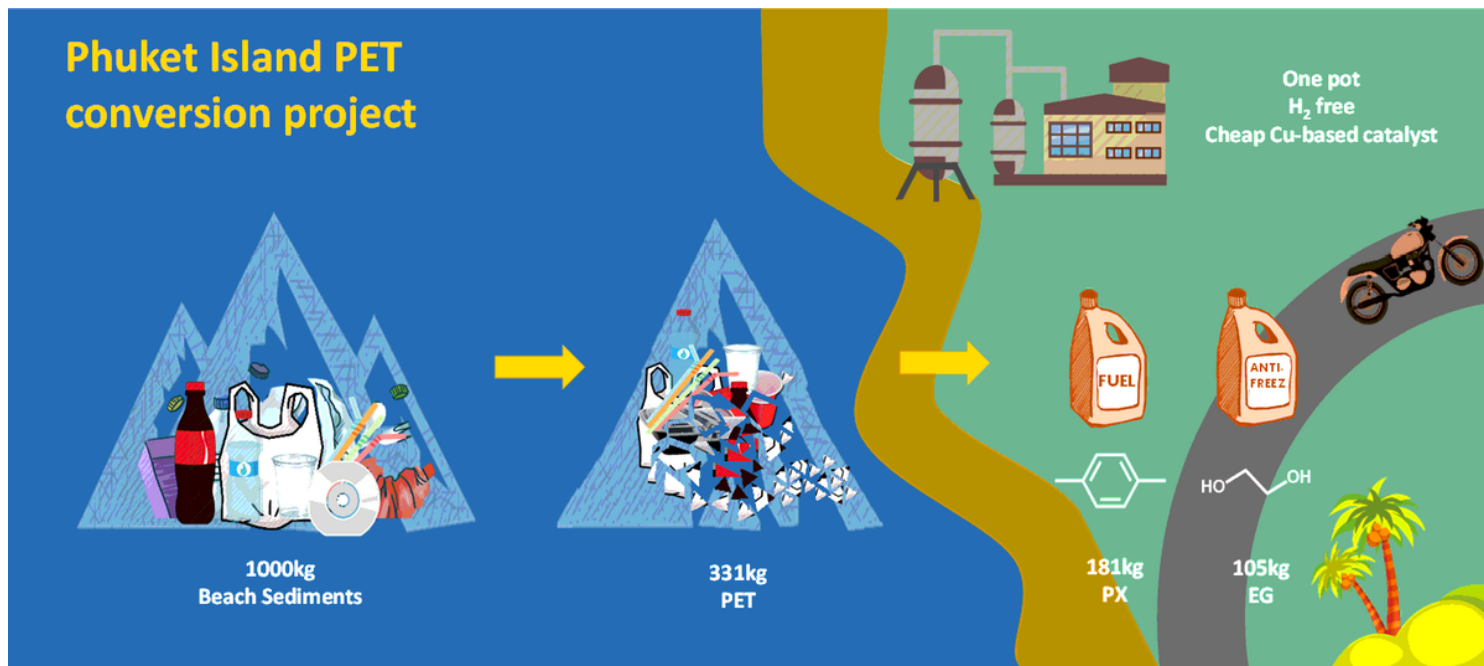 Phuket Island PET
conversion project
One pot
H₂ free
Cheap Cu-based catalyst
FUEL
ANTI-
FREEZ
HO
OH
1000kg
Beach Sediments
331kg
PET
181kg
PX
105kg
EG